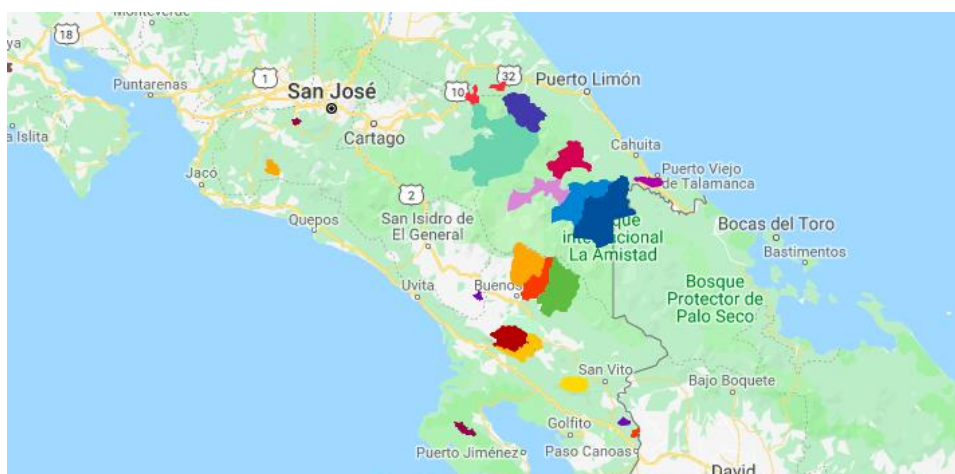 Monteverde
18
ya
Puntarenas
1
San José
32
10
Puerto Limón
a Islita
Cartago
Cahuita
Jacó
Puerto Viejo
de Talamanca
2
Quepos
San Isidro de
El General
que
internacional
La Amistad
Bocas del Toro
Bastimentos
Uvita
Buenos
Bosque
Protector de
Palo Seco
San Vito
Bajo Boquete
Golfito
Puerto Jiménez
Paso Canoas
David